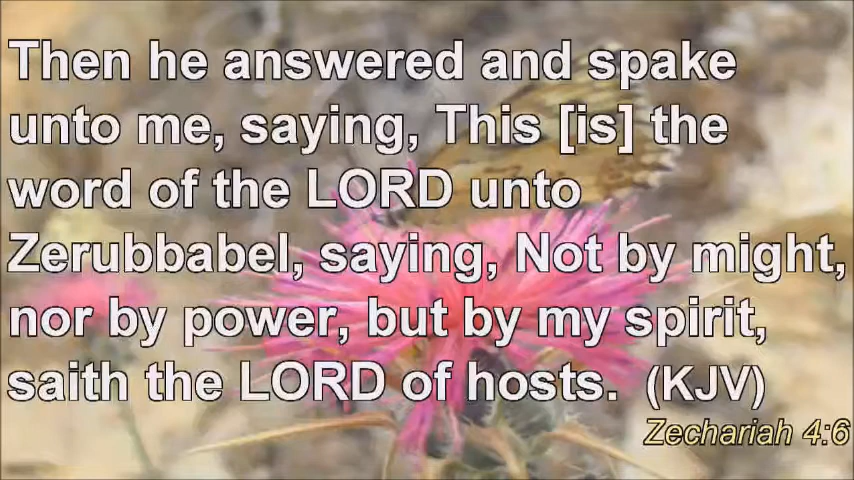 Then he answered and spake
unto me, saying, This [is] the
word of the LORD unto
Zerubbabel, saying, Not by might,
nor by power, but by my spirit,
saith the LORD of hosts.  (KJV)
Zechariah 4:6